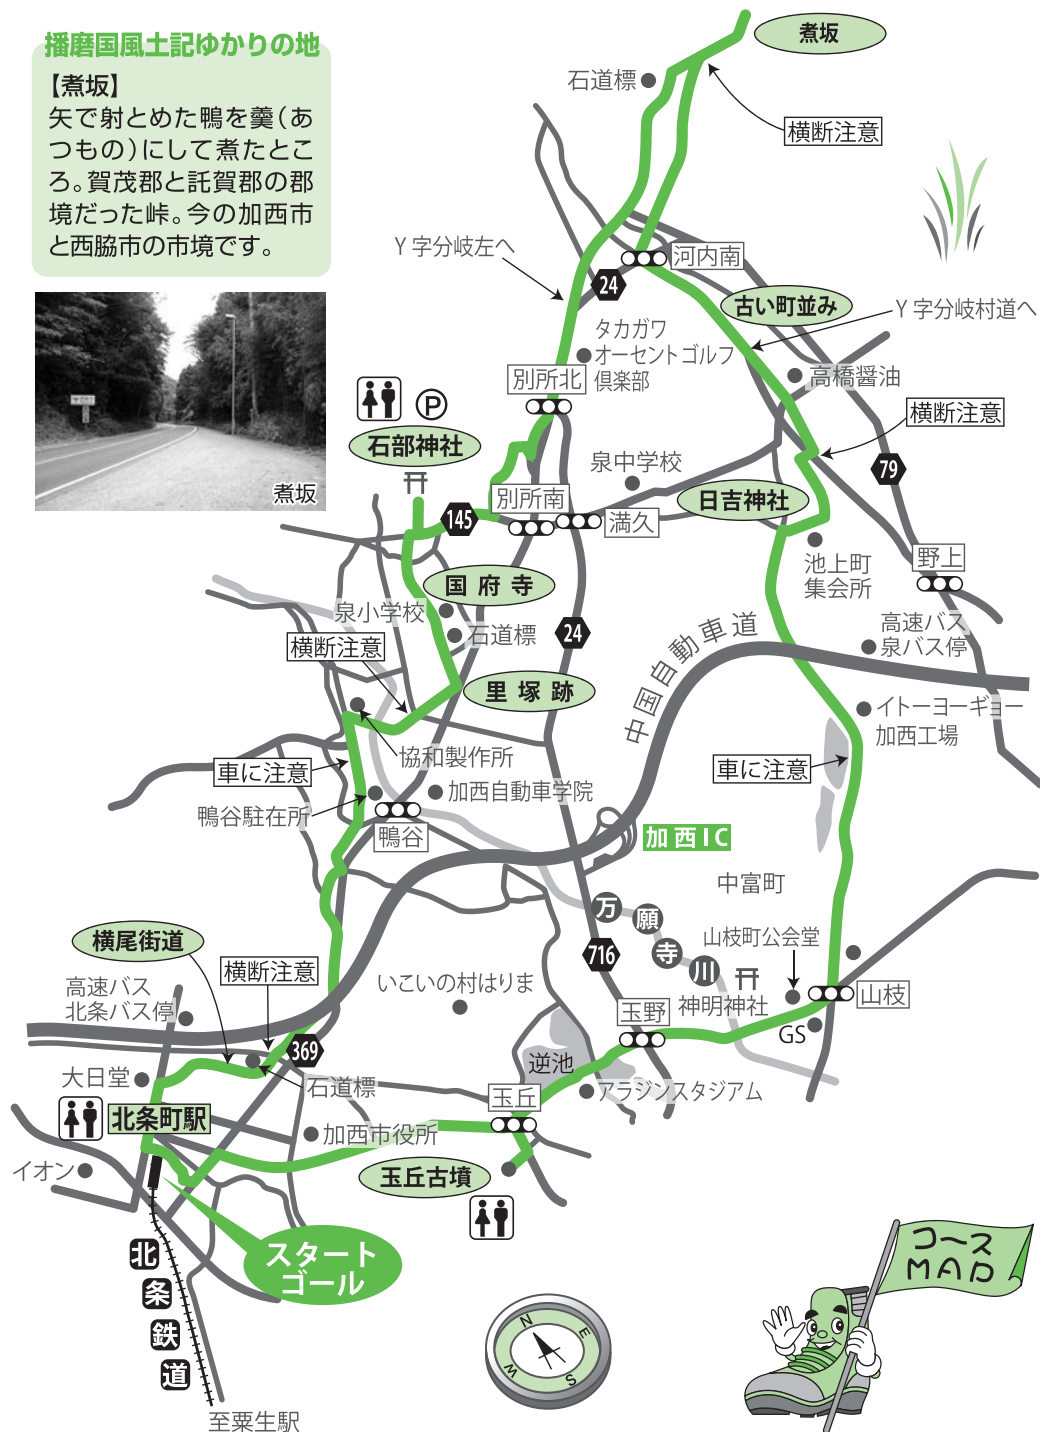 播磨国風土記ゆかりの地
【煮坂】
矢で射とめた鴨を羹（あ
つもの）にして煮たとこ
ろ。賀茂郡と託賀郡の郡
境だった峠。今の加西市
と西脇市の市境です。
煮坂
煮坂
石道標
横断注意
Y字分岐左へ
河内南
24
古い町並み
Y字分岐村道へ
タカガワ
オーセントゴルフ
倶楽部
別所北
高橋醤油
横断注意
P
石部神社
泉中学校
79
日吉神社
別所南
145
満久
池上町
集会所
野上
国府寺
泉小学校
石道標
24
高速バス
泉バス停
横断注意
里塚跡
中国自動車道
イトーヨーギョー
加西工場
協和製作所
車に注意
車に注意
加西自動車学院
鴨谷駐在所
鴨谷
加西IC
中富町
万願寺川
横尾街道
横断注意
716
山枝町公会堂
高速バス
北条バス停
いこいの村はりま
神明神社
山枝
玉野
GS
369
逆池
大日堂
石道標
玉丘
アラジンスタジアム
北条町駅
加西市役所
イオン
玉丘古墳
スタート
ゴール
北条鉄道
至粟生駅
N
E
S
W
コース
MAP